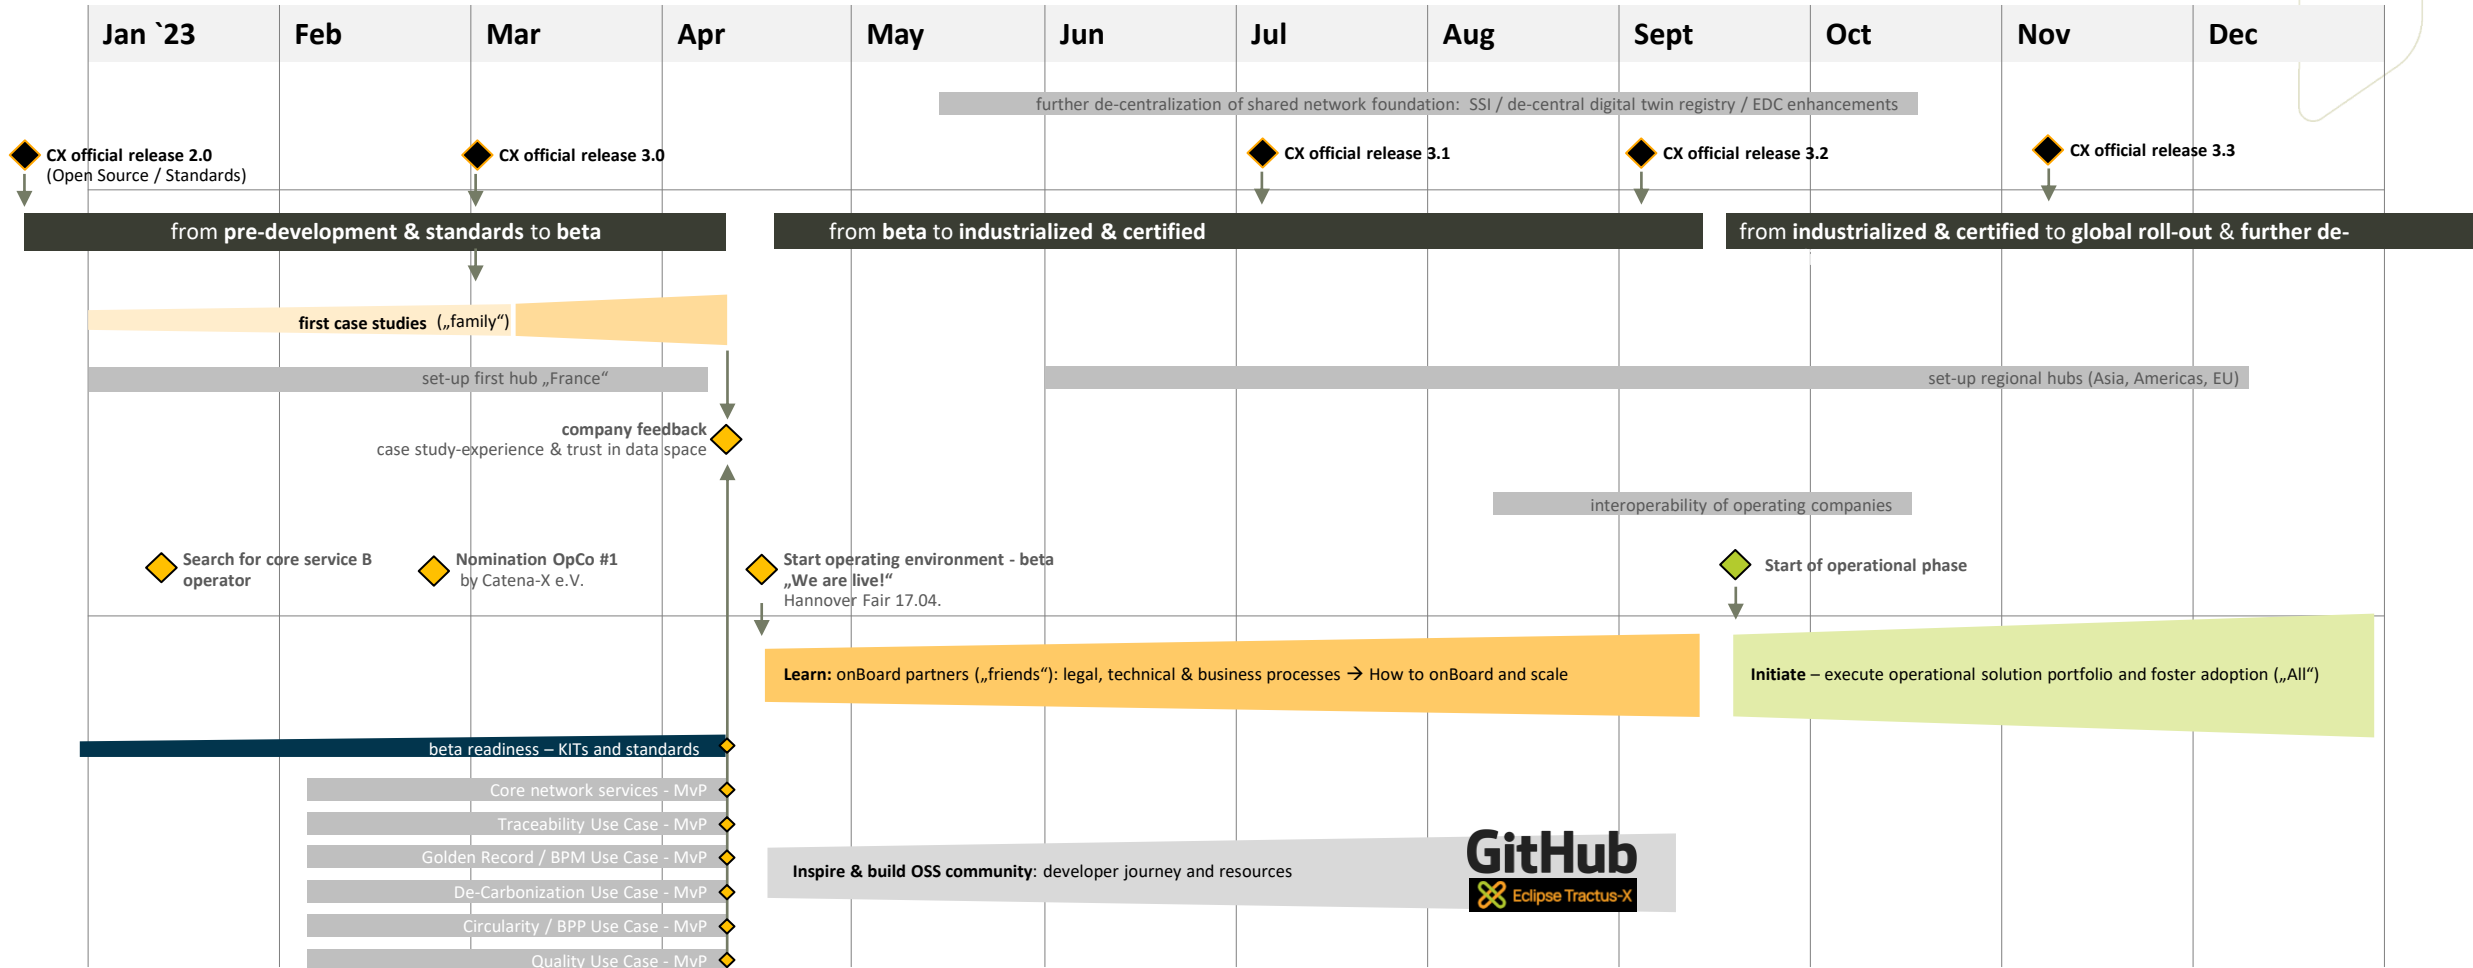 Jan `23 Feb Mar Apr May Jun Jul Aug Sept Oct Nov Dec
further de-centralization of shared network foundation:  SSI / de-central digital twin registry / EDC enhancements
CX official release 2.0
(Open Source / Standards)
CX official release 3.0
CX official release 3.1
CX official release 3.2
CX official release 3.3
from pre-development & standards to beta
from beta to industrialized & certified
from industrialized & certified to global roll-out & further de-
first case studies („family“)
set-up first hub „France“
set-up regional hubs (Asia, Americas, EU)
company feedback
case study-experience & trust in data space
interoperability of operating companies
Search for core service B
operator
Nomination OpCo #1
by Catena-X e.V.
Start operating environment - beta
„We are live!“
Hannover Fair 17.04.
Start of operational phase
Learn: onBoard partners („friends“): legal, technical & business processes → How to onBoard and scale
Initiate – execute operational solution portfolio and foster adoption („All“)
beta readiness – KITs and standards
Core network services - MvP
Traceability Use Case - MvP
Golden Record / BPM Use Case - MvP
De-Carbonization Use Case - MvP
Circularity / BPP Use Case - MvP
Quality Use Case - MvP
Inspire & build OSS community: developer journey and resources
GitHub
Eclipse Tractus-X